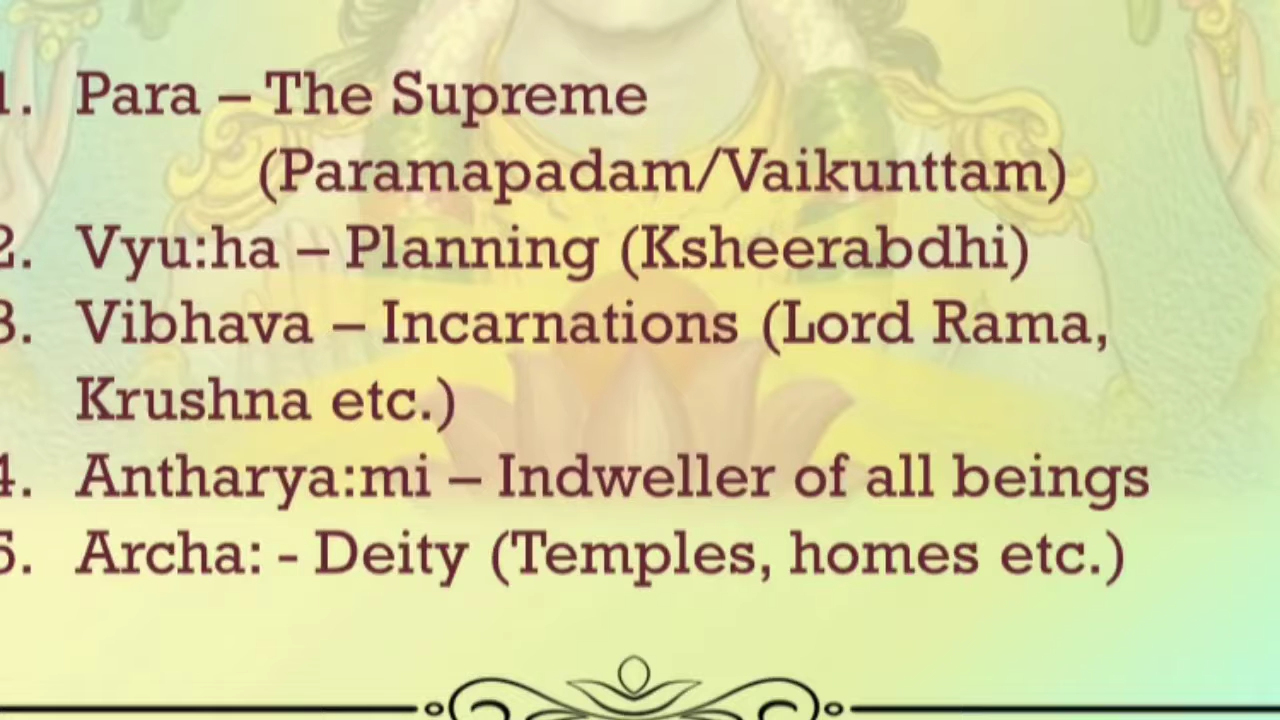 1. Para – The Supreme
(Paramapadam/Vaikunttam)
2. Vyu:ha – Planning (Ksheerabdhi)
3. Vibhava – Incarnations (Lord Rama,
Krushna etc.)
4. Antharya:mi – Indweller of all beings
5. Archa: - Deity (Temples, homes etc.)